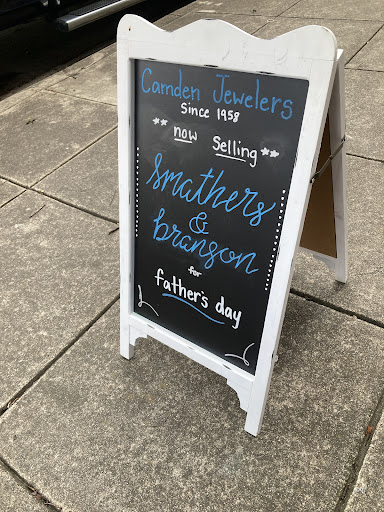 Camden Jewelers
Since 1958
now Selling
Smathers
&
branson
for
father's day